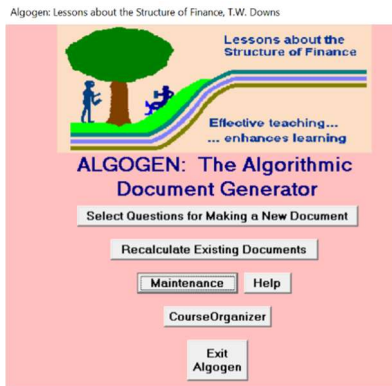 Algogen: Lessons about the Structure of Finance, T.W. Downs
Lessons about the
Structure of Finance
Effective teaching...
... enhances learning
ALGOGEN: The Algorithmic
Document Generator
Select Questions for Making a New Document
Recalculate Existing Documents
Maintenance
Help
CourseOrganizer
Exit
Algogen